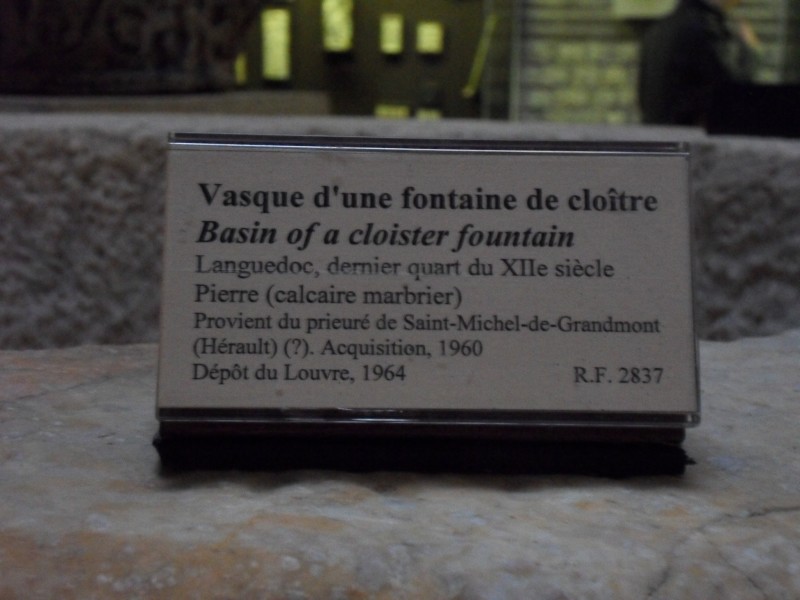 Vasque d'une fontaine de cloître
Basin of a cloister fountain
Languedoc, dernier quart du XIIe siècle
Pierre (calcaire marbrier)
Provient du prieuré de Saint-Michel-de-Grandmont
(Hérault) (?). Acquisition, 1960
Dépôt du Louvre, 1964 R.F. 2837